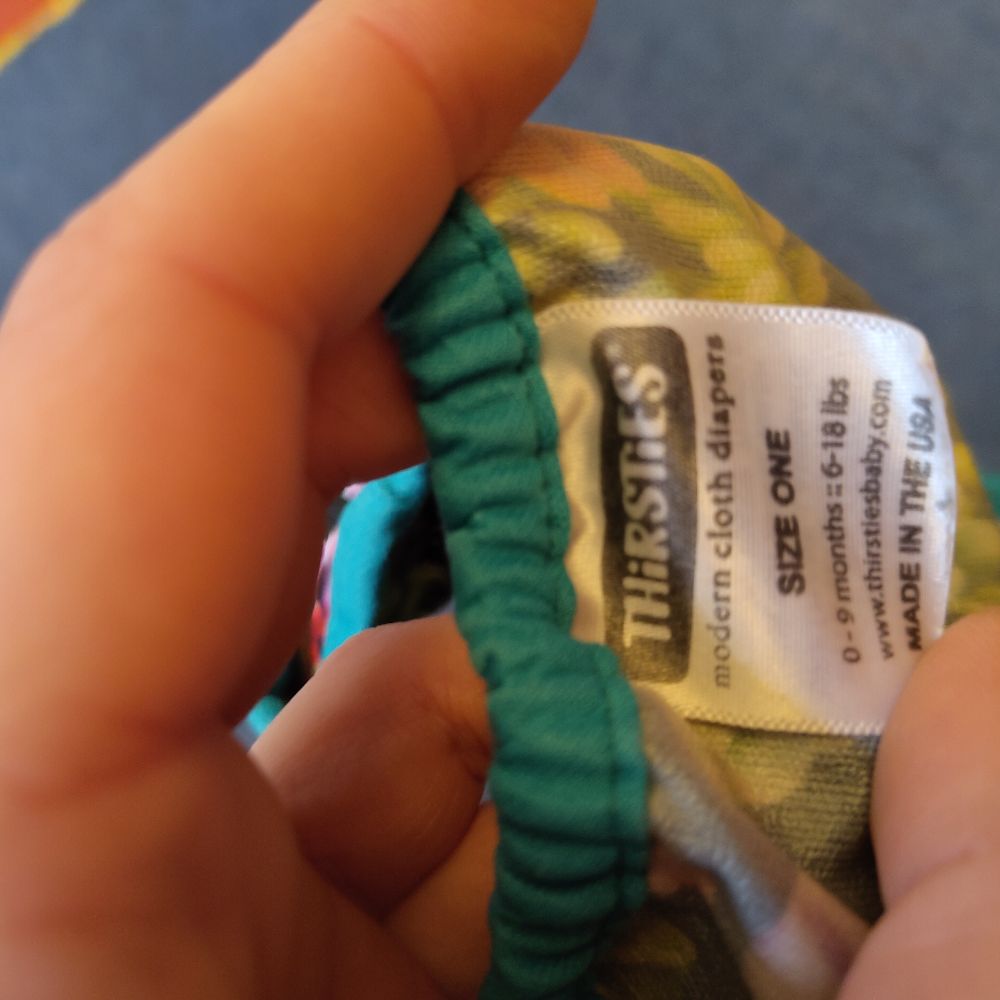 THiRSTiES
modern cloth diapers
SIZE ONE
0 - 9 months = 6-18 lbs
www.thirstiesbaby.com
MADE IN THE USA